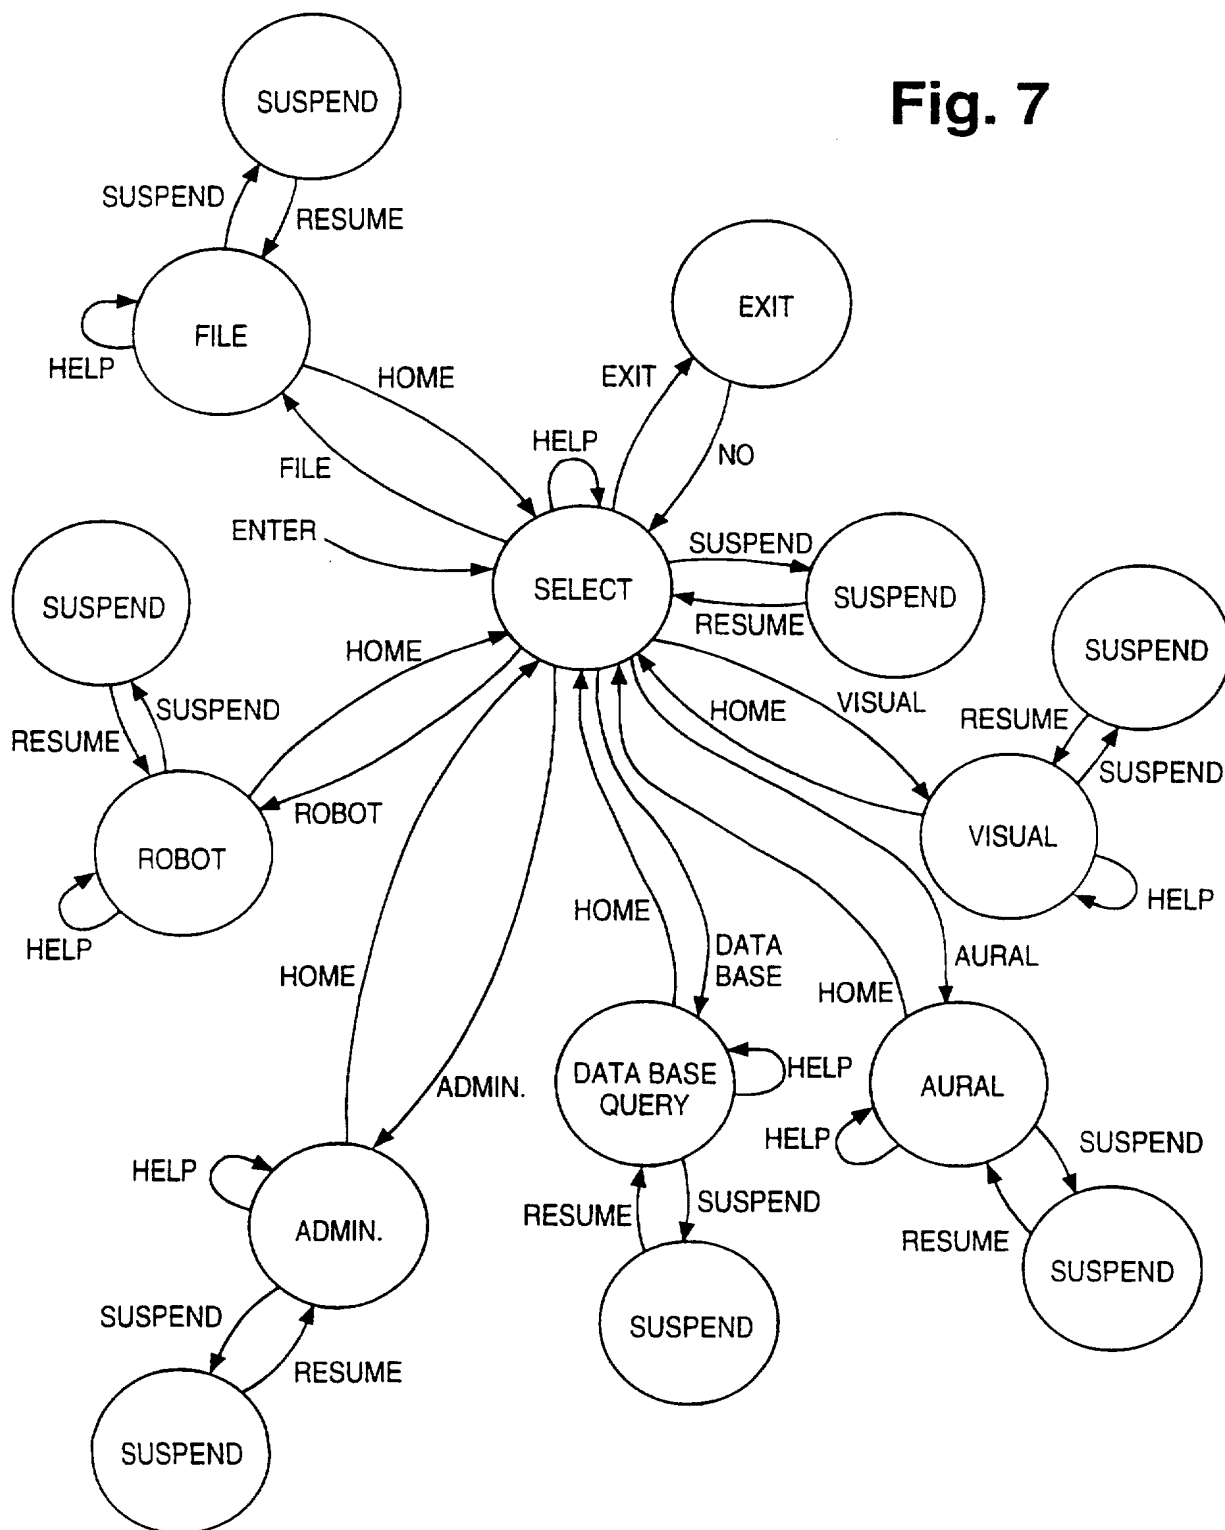 Fig. 7
SUSPEND
SUSPEND
RESUME
FILE
HELP
HOME
FILE
EXIT
EXIT
NO
HELP
ENTER
SELECT
SUSPEND
SUSPEND
RESUME
SUSPEND
HOME
SUSPEND
RESUME
ROBOT
ROBOT
HELP
VISUAL
HOME
SUSPEND
RESUME
SUSPEND
VISUAL
HELP
HOME
ADMIN.
HELP
ADMIN.
SUSPEND
RESUME
SUSPEND
HOME
DATA
BASE
DATA BASE
QUERY
HELP
RESUME
SUSPEND
SUSPEND
HOME
AURAL
AURAL
HELP
SUSPEND
RESUME
SUSPEND